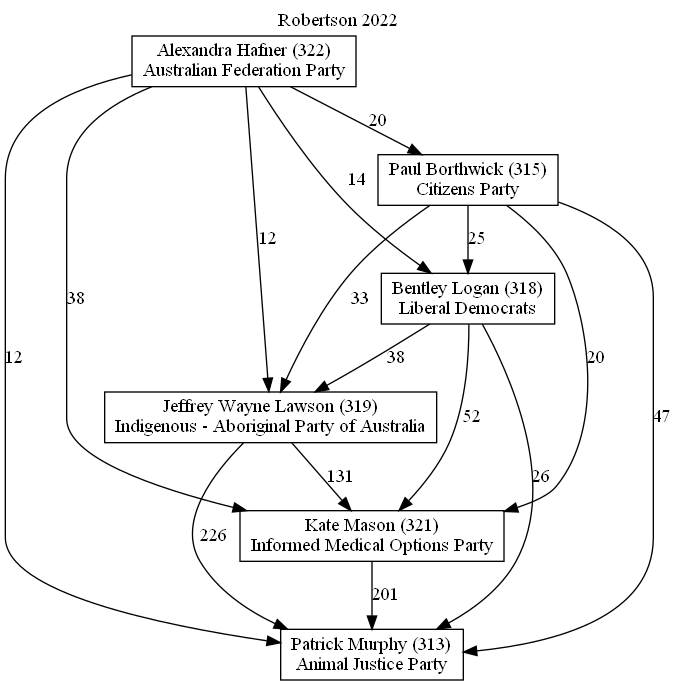 Robertson 2022
Alexandra Hafner (322)
Australian Federation Party
20
Paul Borthwick (315)
Citizens Party
14
12
25
38
33
Bentley Logan (318)
Liberal Democrats
12
38
20
Jeffrey Wayne Lawson (319)
Indigenous - Aboriginal Party of Australia
52
47
131
26
226
Kate Mason (321)
Informed Medical Options Party
201
Patrick Murphy (313)
Animal Justice Party